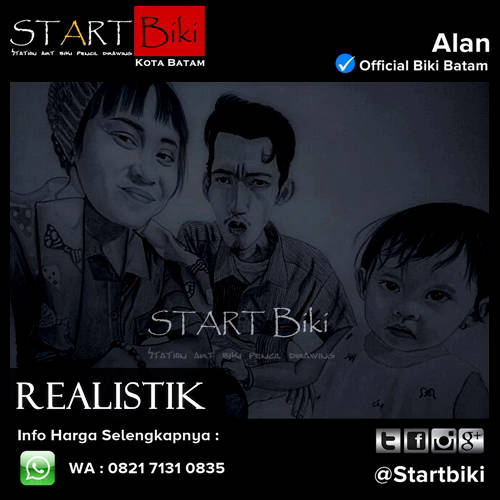 START Biki
STATION ART BIKI PENCIL DRAWING
KOTA BATAM
Alan
Official Biki Batam
START Biki
STATION ART BIKI PENCIL DRAWING
REALISTIK
Info Harga Selengkapnya :
WA : 0821 7131 0835
t f g+
@Startbiki